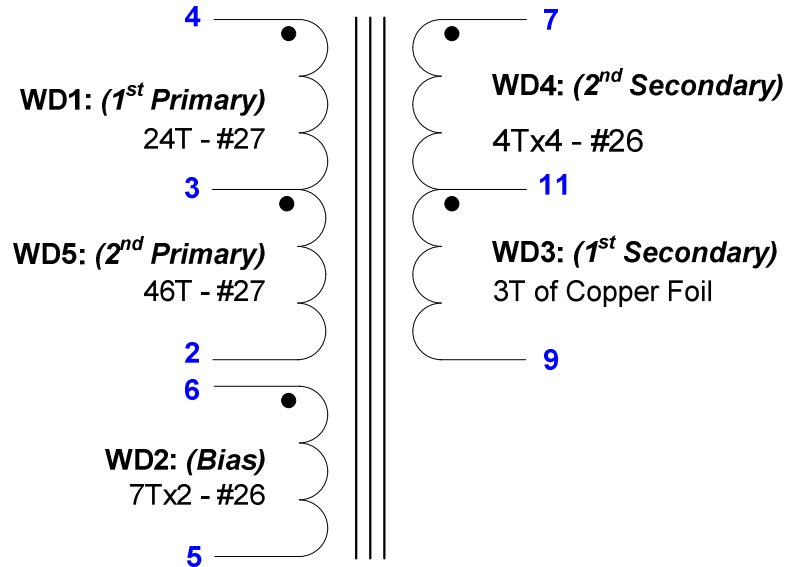 4
WD1: (1st Primary)
24T - #27
3
WD5: (2nd Primary)
46T - #27
2
6
WD2: (Bias)
7Tx2 - #26
5
7
WD4: (2nd Secondary)
4Tx4 - #26
11
WD3: (1st Secondary)
3T of Copper Foil
9